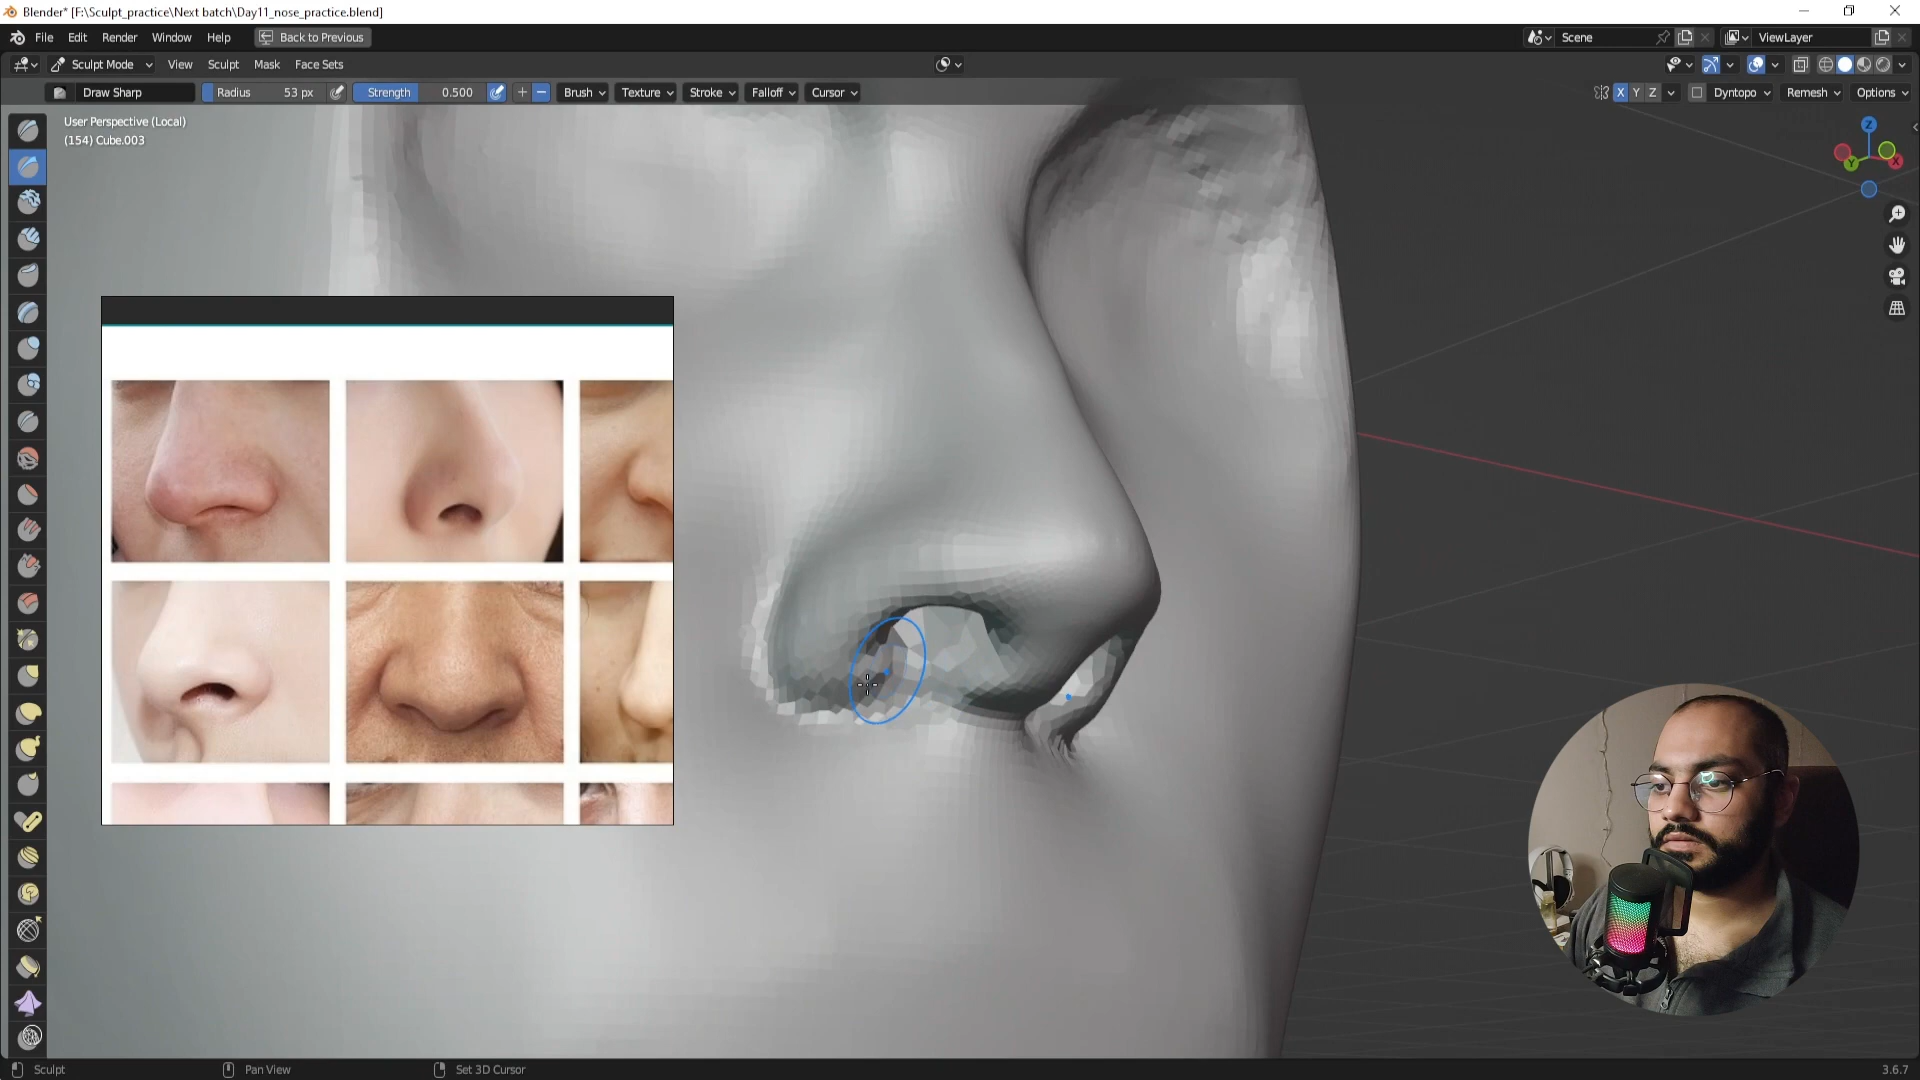 Blender* [F:\Sculpt_practice\Next batch\Day11_nose_practice.blend]
File Edit Render Window Help Back to Previous Scene ViewLayer
Sculpt Mode View Sculpt Mask Face Sets
Draw Sharp Radius 53 px Strength 0.500 Brush Texture Stroke Falloff Cursor X Y Z Dyntopo Remesh Options
User Perspective (Local)
(154) Cube.003
Z
Y X
Sculpt Pan View Set 3D Cursor 3.6.7